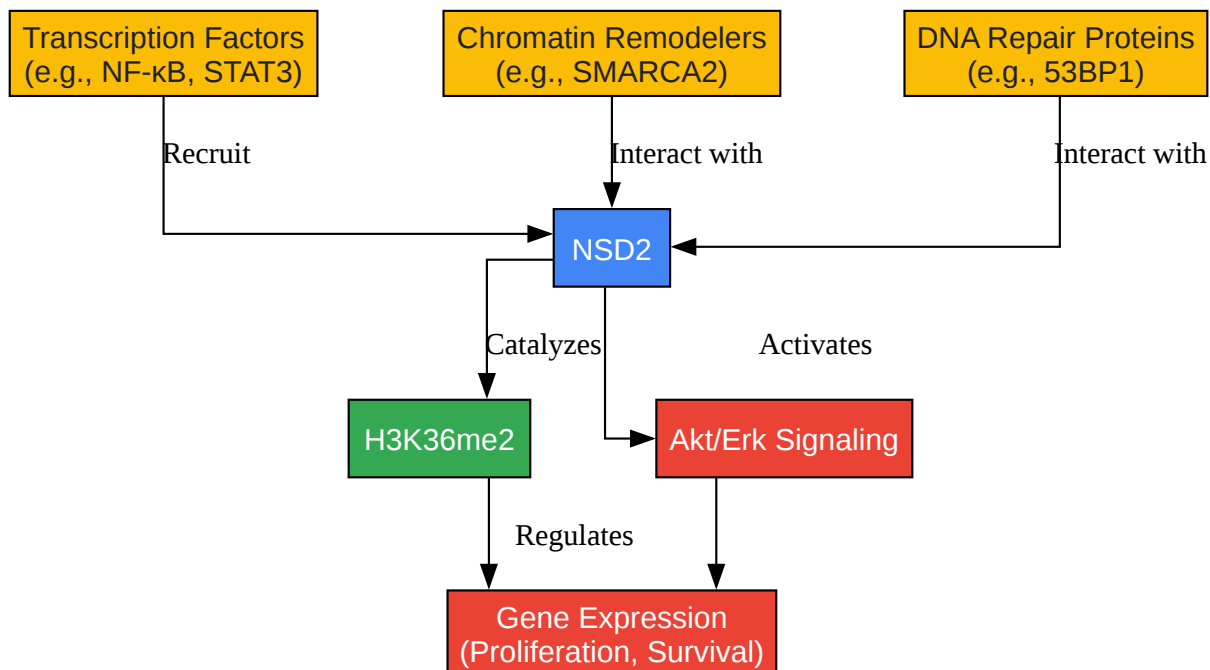 Transcription Factors
(e.g., NF-κB, STAT3)
Chromatin Remodelers
(e.g., SMARCA2)
DNA Repair Proteins
(e.g., 53BP1)
Recruit
Interact with
Interact with
NSD2
Catalyzes
Activates
H3K36me2
Akt/Erk Signaling
Regulates
Gene Expression
(Proliferation, Survival)